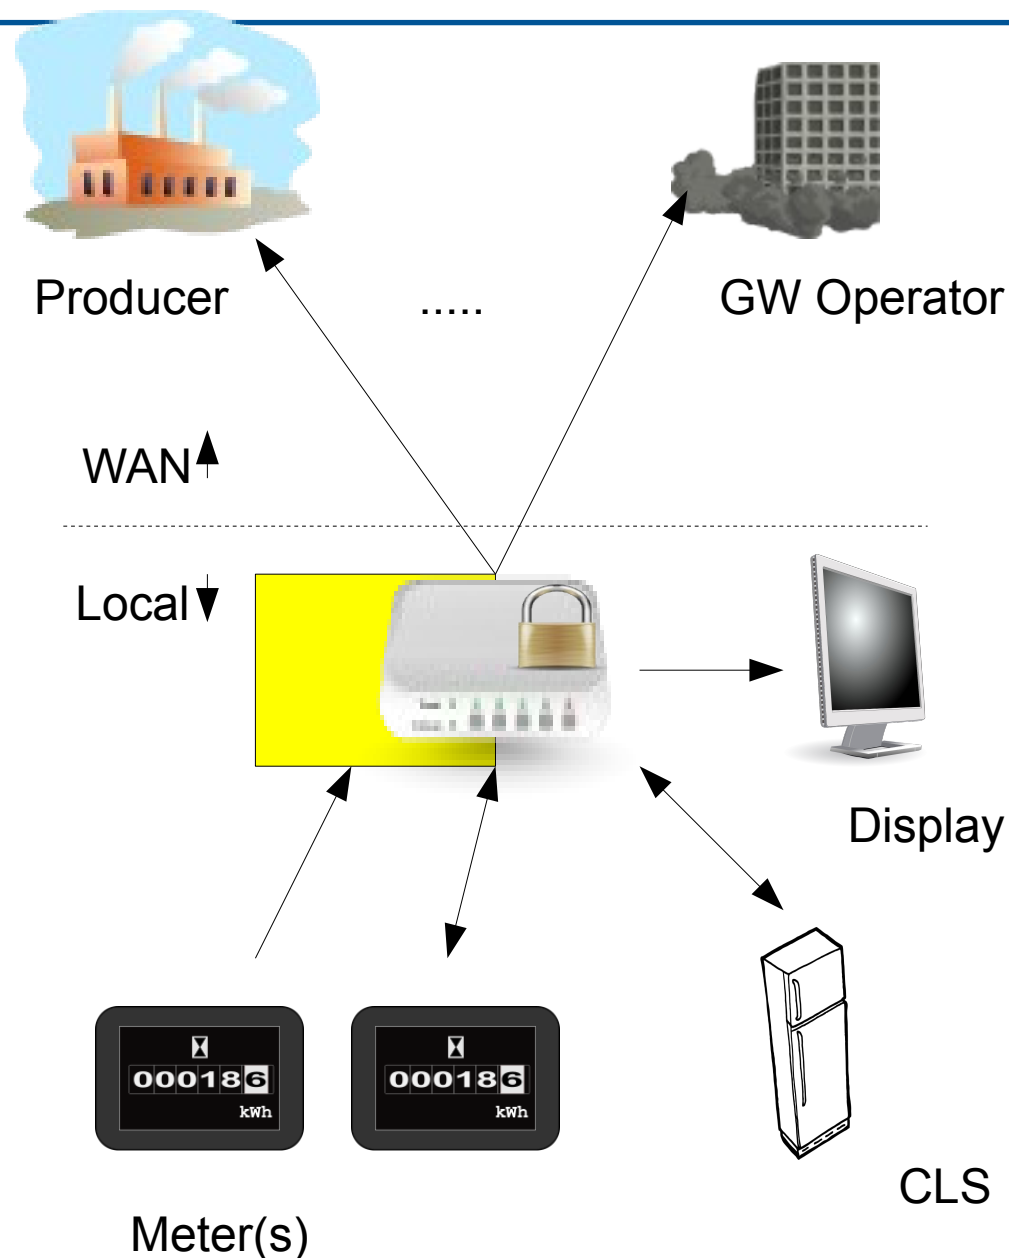 Producer
.....
GW Operator
WAN
Local
Display
000186
kWh
000186
kWh
CLS
Meter(s)